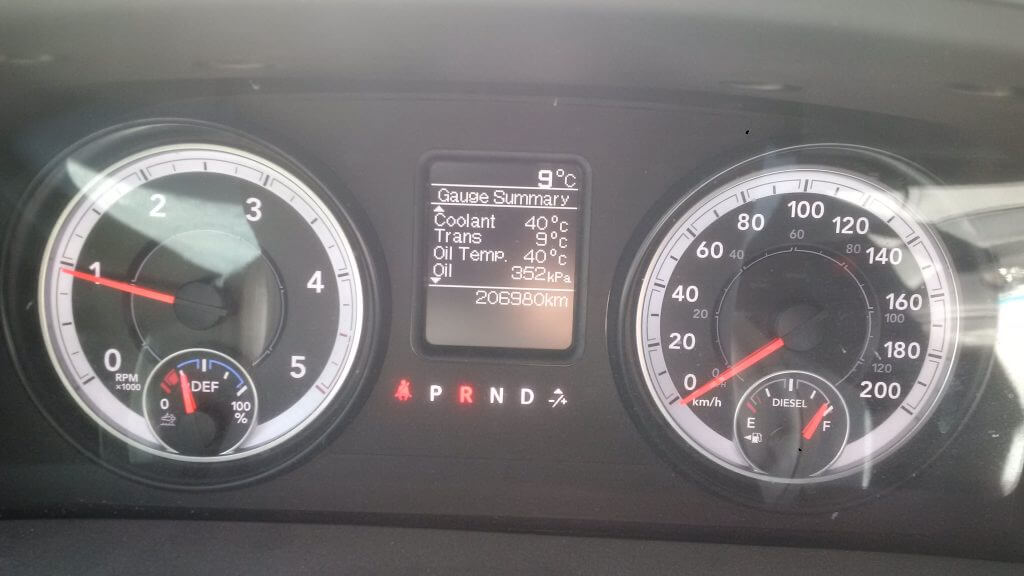 9°C
Gauge Summary
Coolant 40°C
Trans 9°C
Oil Temp. 40°C
Oil 352kPa
206980km
P R N D -/+
0 1 2 3 4 5
RPM
x1000
DEF
0 100
%
0 20 40 60 80 100 120 140 160 180 200
km/h
0 20 40 60 80 100 120
DIESEL
E F